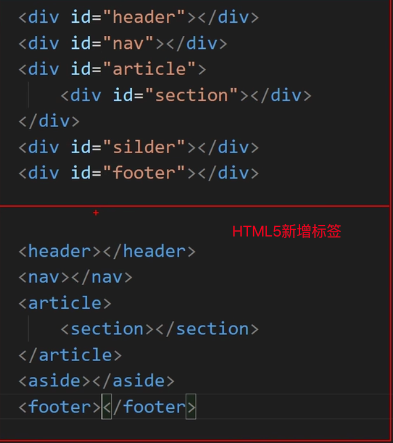 <div id="header"></div>
<div id="nav"></div>
<div id="article">
    <div id="section"></div>
</div>
<div id="silder"></div>
<div id="footer"></div>
HTML5新增标签
<header></header>
<nav></nav>
<article>
    <section></section>
</article>
<aside></aside>
<footer></footer>